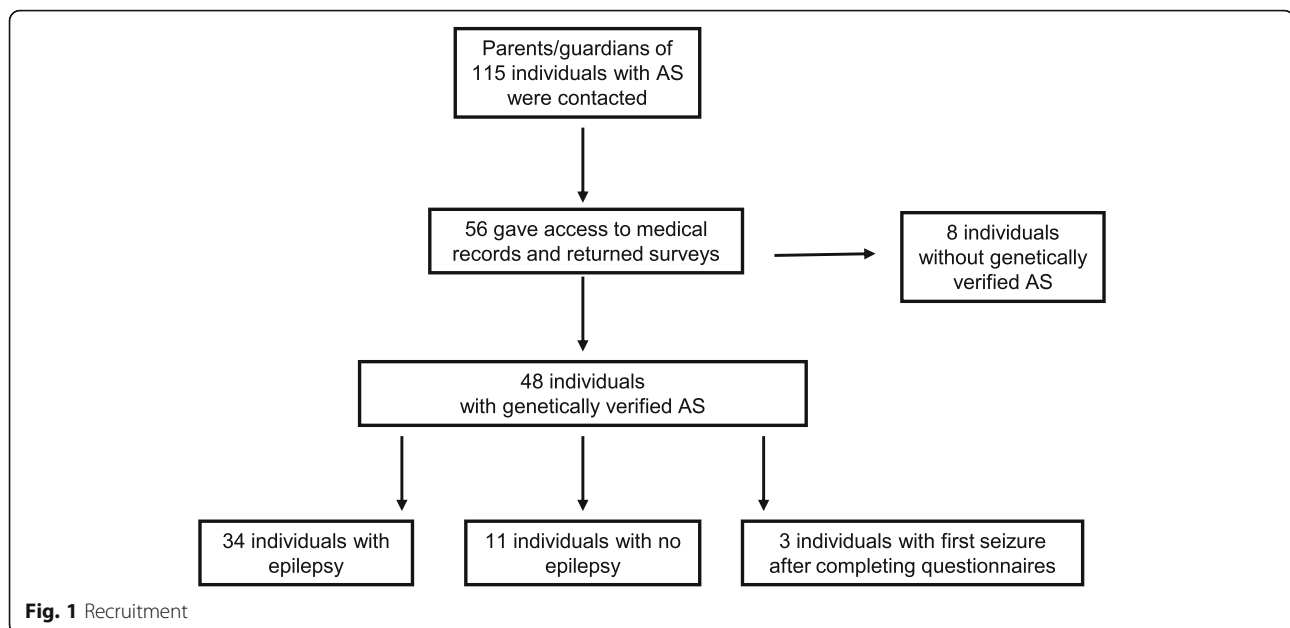 Parents/guardians of
115 individuals with AS
were contacted
56 gave access to medical
records and returned surveys
8 individuals
without genetically
verified AS
48 individuals
with genetically verified AS
34 individuals with
epilepsy
11 individuals with no
epilepsy
3 individuals with first seizure
after completing questionnaires
Fig. 1 Recruitment